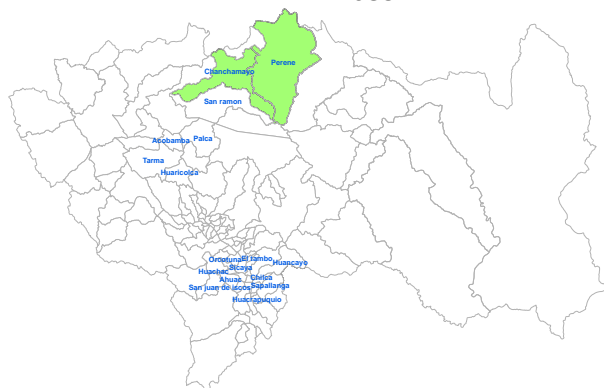 Perene
Chanchamayo
San ramon
Acobamba
Palca
Tarma
Huaricolca
Orcotuna
El tambo
Sicaya
Huancayo
Huachac
Ahuac
Chilca
San juan de iscos
Sapallanga
Huacrapuquio